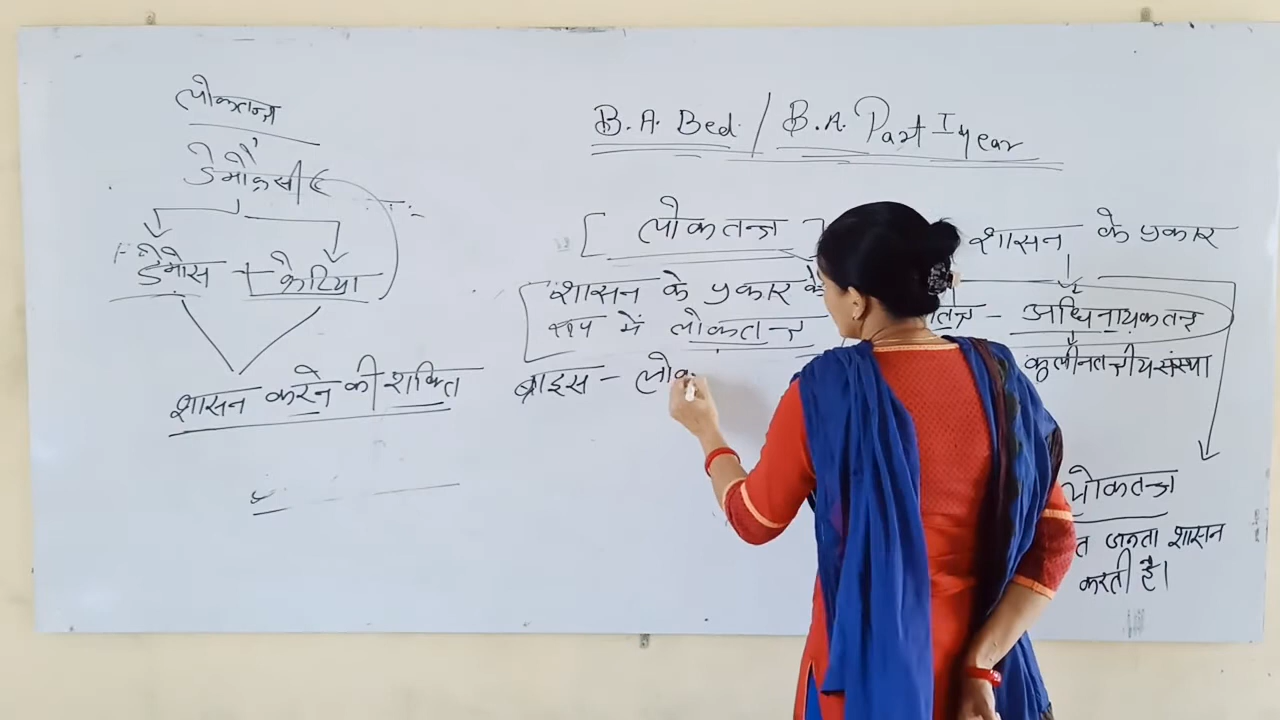 लोकतन्त्र
डेमोक्रेसी
डेमोस + क्रेटिया
शासन करने की शक्ति
B.A. Bed. / B.A. Part I year
[ लोकतन्त्र ]
शासन के प्रकार
[ शासन के प्रकार के
रूप में लोकतन्त्र
तंत्र - अधिनायकतन्त्र
कुलीनतन्त्रीय संस्था
ब्राइस - लोक
लोकतन्त्र
त जनता शासन
करती है।